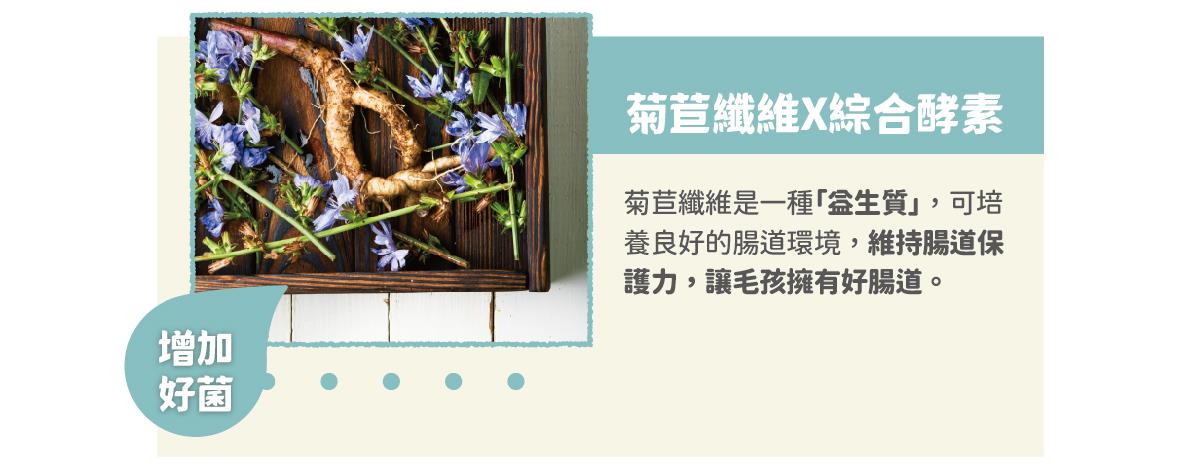 菊苣纖維X綜合酵素
菊苣纖維是一種「益生質」，可培
養良好的腸道環境，維持腸道保
護力，讓毛孩擁有好腸道。
增加
好菌